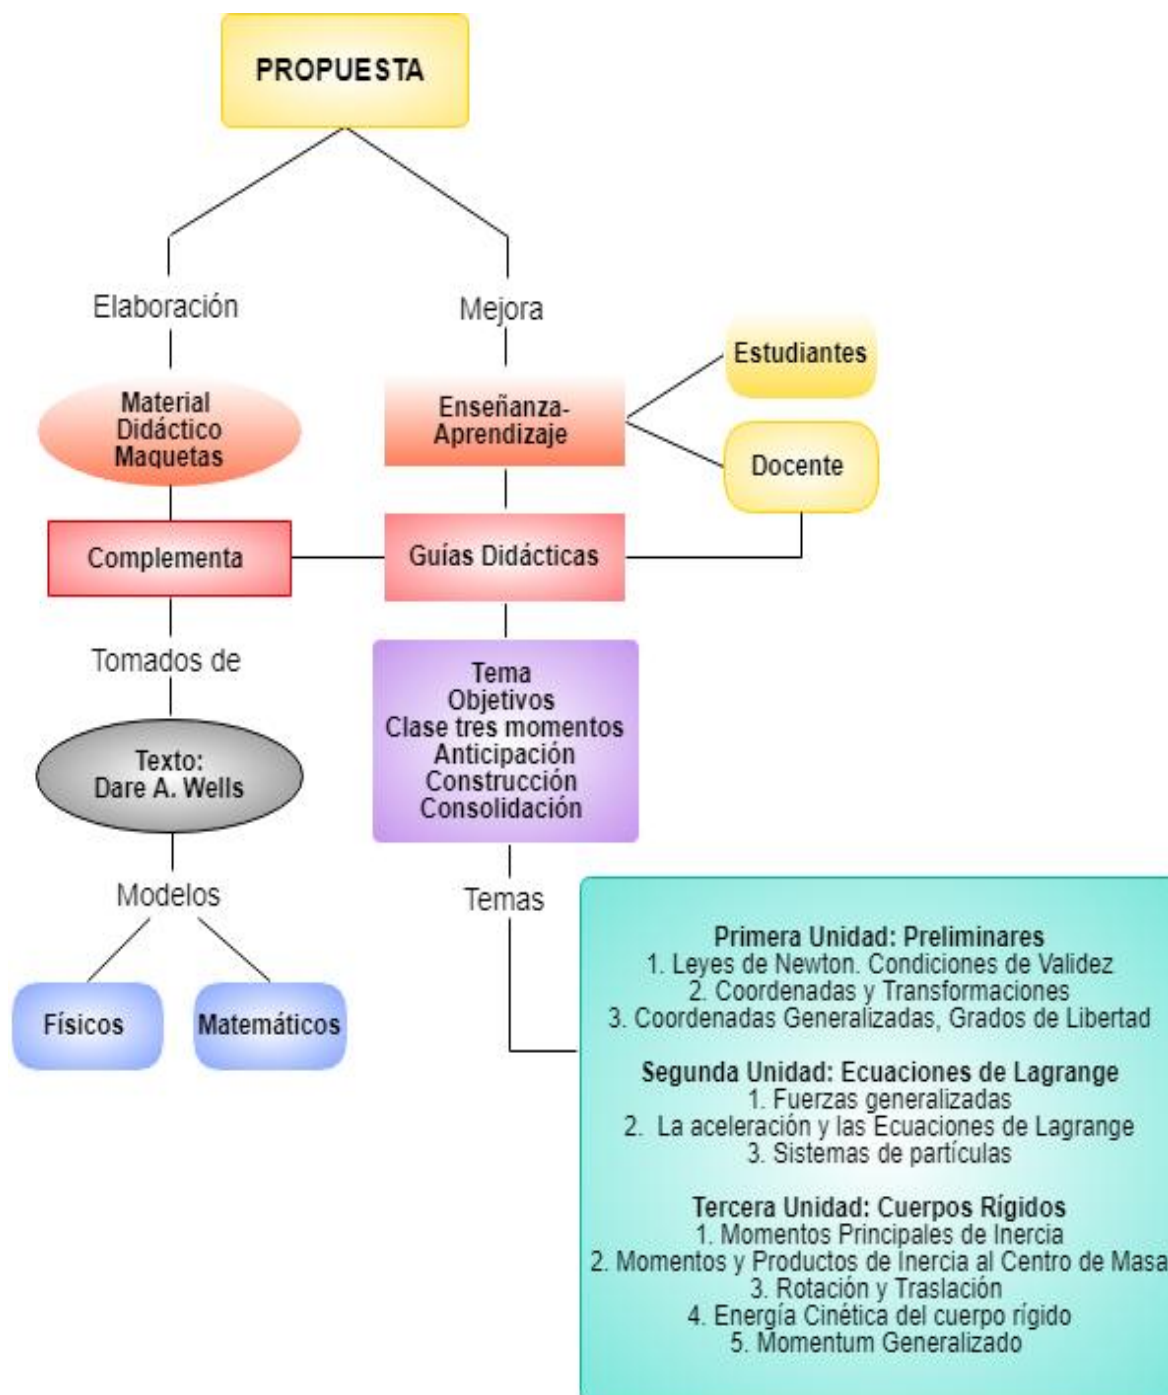 PROPUESTA
Elaboración
Mejora
Material
Didáctico
Maquetas
Enseñanza-
Aprendizaje
Estudiantes
Docente
Complementa
Guías Didácticas
Tomados de
Texto:
Dare A. Wells
Modelos
Físicos
Matemáticos
Tema
Objetivos
Clase tres momentos
Anticipación
Construcción
Consolidación
Temas
Primera Unidad: Preliminares
1. Leyes de Newton. Condiciones de Validez
2. Coordenadas y Transformaciones
3. Coordenadas Generalizadas, Grados de Libertad
Segunda Unidad: Ecuaciones de Lagrange
1. Fuerzas generalizadas
2. La aceleración y las Ecuaciones de Lagrange
3. Sistemas de partículas
Tercera Unidad: Cuerpos Rígidos
1. Momentos Principales de Inercia
2. Momentos y Productos de Inercia al Centro de Masa
3. Rotación y Traslación
4. Energía Cinética del cuerpo rígido
5. Momentum Generalizado